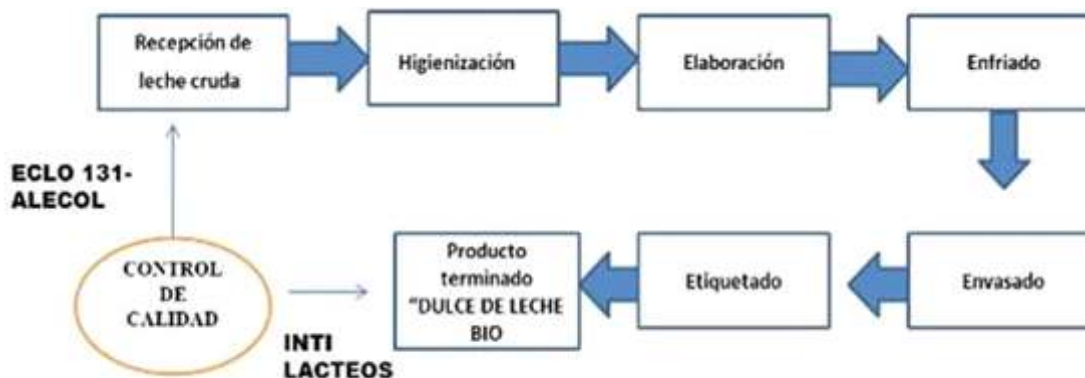 Recepción de
leche cruda
Higienización
Elaboración
Enfriado
ECLO 131-
ALECOL
CONTROL
DE
CALIDAD
INTI
LACTEOS
Producto
terminado
“DULCE DE LECHE
BIO
Etiquetado
Envasado